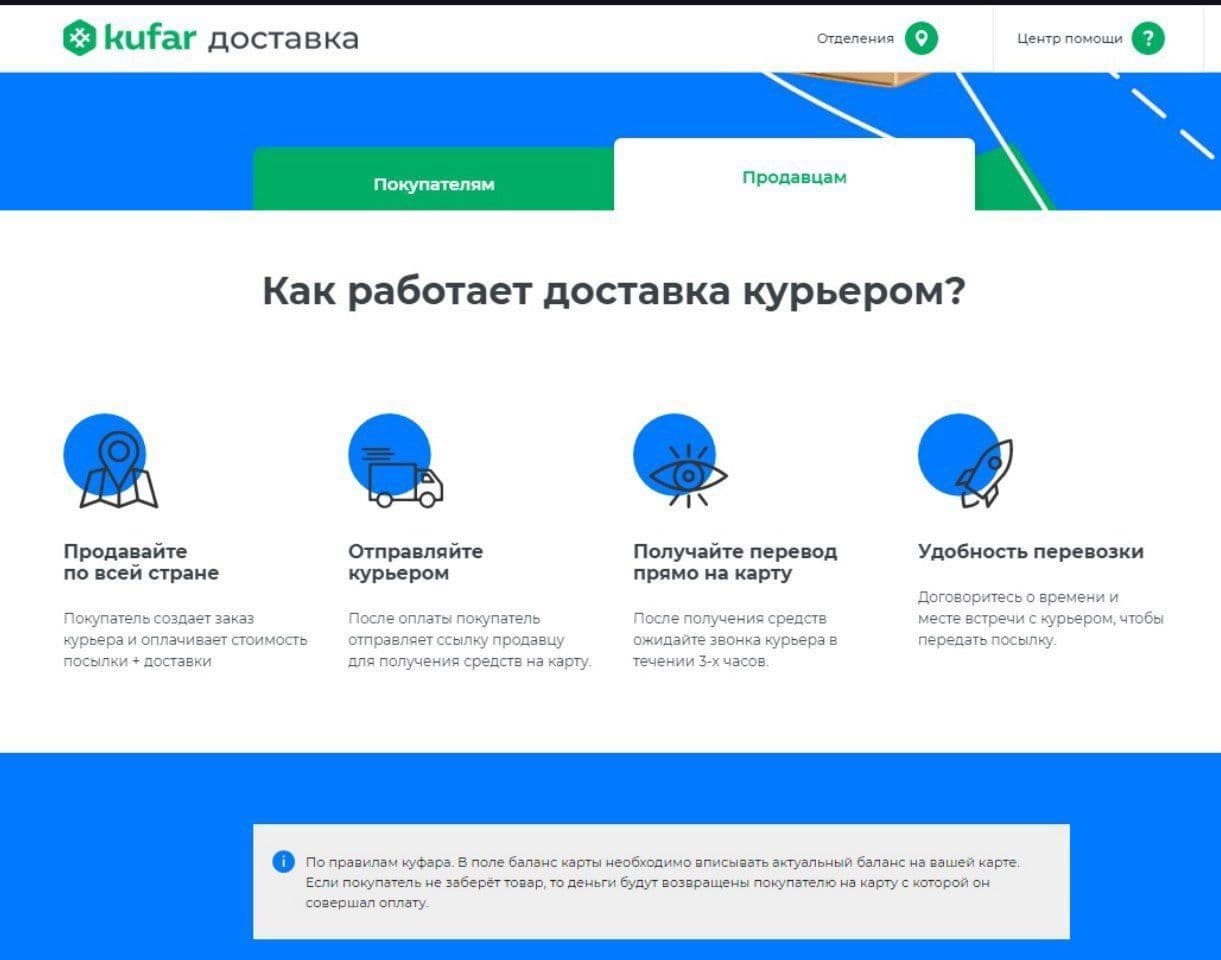 kufar доставка
Отделения
Центр помощи
?
Покупателям
Продавцам
Как работает доставка курьером?
Продавайте
по всей стране
Покупатель создает заказ
курьера и оплачивает стоимость
посылки + доставки
Отправляйте
курьером
После оплаты покупатель
отправляет ссылку продавцу
для получения средств на карту.
Получайте перевод
прямо на карту
После получения средств
ожидайте звонка курьера в
течении 3-х часов.
Удобность перевозки
Договоритесь о времени и
месте встречи с курьером, чтобы
передать посылку.
i
По правилам куфара. В поле баланс карты необходимо вписывать актуальный баланс на вашей карте.
Если покупатель не заберёт товар, то деньги будут возвращены покупателю на карту с которой он
совершал оплату.